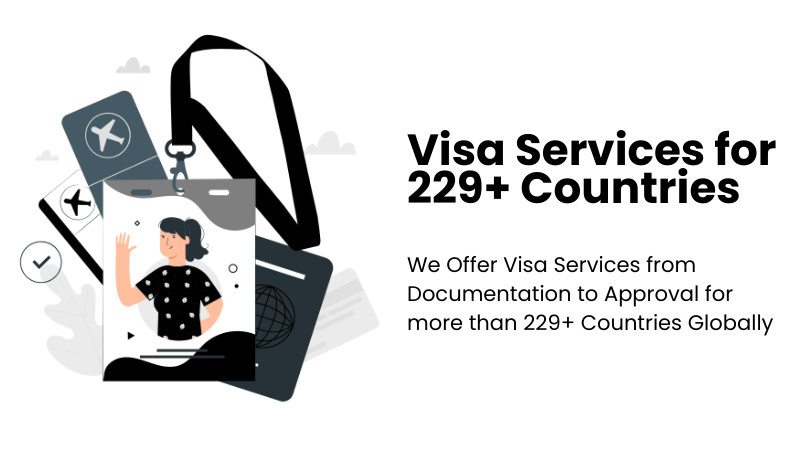 Visa Services for
229+ Countries
We Offer Visa Services from
Documentation to Approval for
more than 229+ Countries Globally